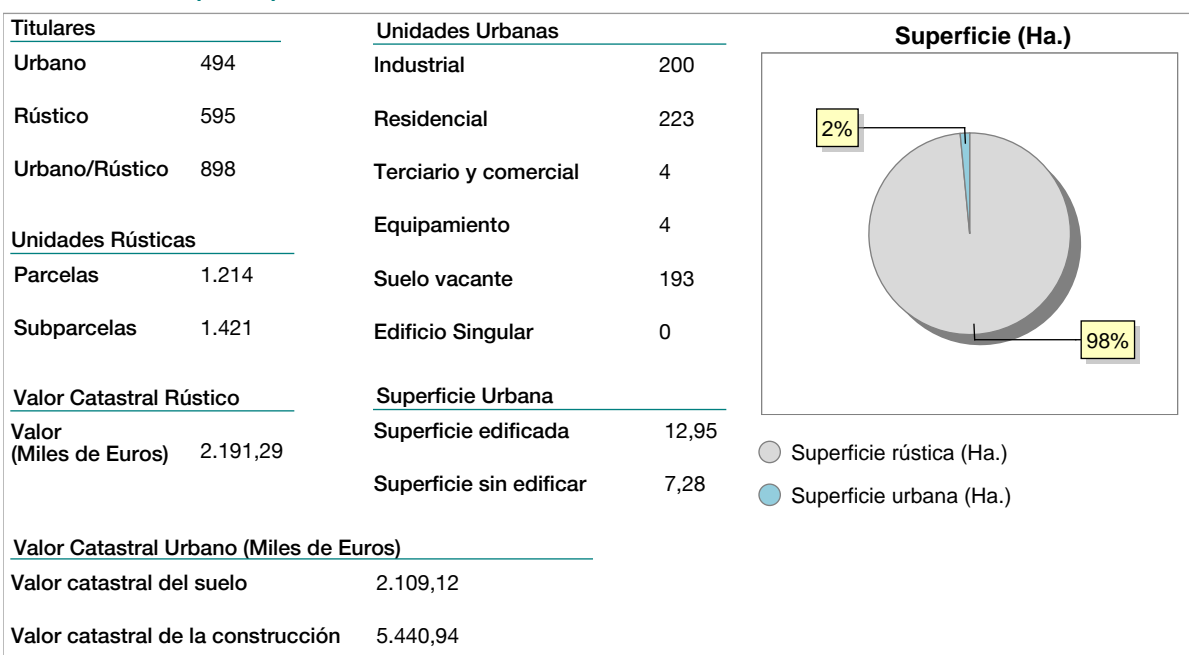 Titulares
Urbano 494
Rústico 595
Urbano/Rústico 898
Unidades Rústicas
Parcelas 1.214
Subparcelas 1.421
Valor Catastral Rústico
Valor
(Miles de Euros) 2.191,29
Unidades Urbanas
Industrial 200
Residencial 223
Terciario y comercial 4
Equipamiento 4
Suelo vacante 193
Edificio Singular 0
Superficie Urbana
Superficie edificada 12,95
Superficie sin edificar 7,28
Valor Catastral Urbano (Miles de Euros)
Valor catastral del suelo 2.109,12
Valor catastral de la construcción 5.440,94
Superficie (Ha.)
2%
98%
Superficie rústica (Ha.)
Superficie urbana (Ha.)